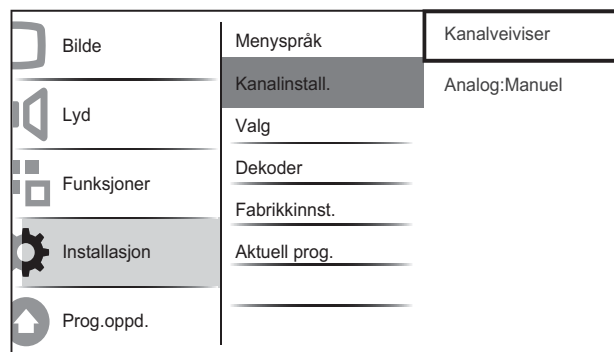 Bilde
Lyd
Funksjoner
Installasjon
Prog.oppd.
Menyspråk
Kanalinstall.
Valg
Dekoder
Fabrikkinnst.
Aktuell prog.
Kanalveiviser
Analog:Manuel